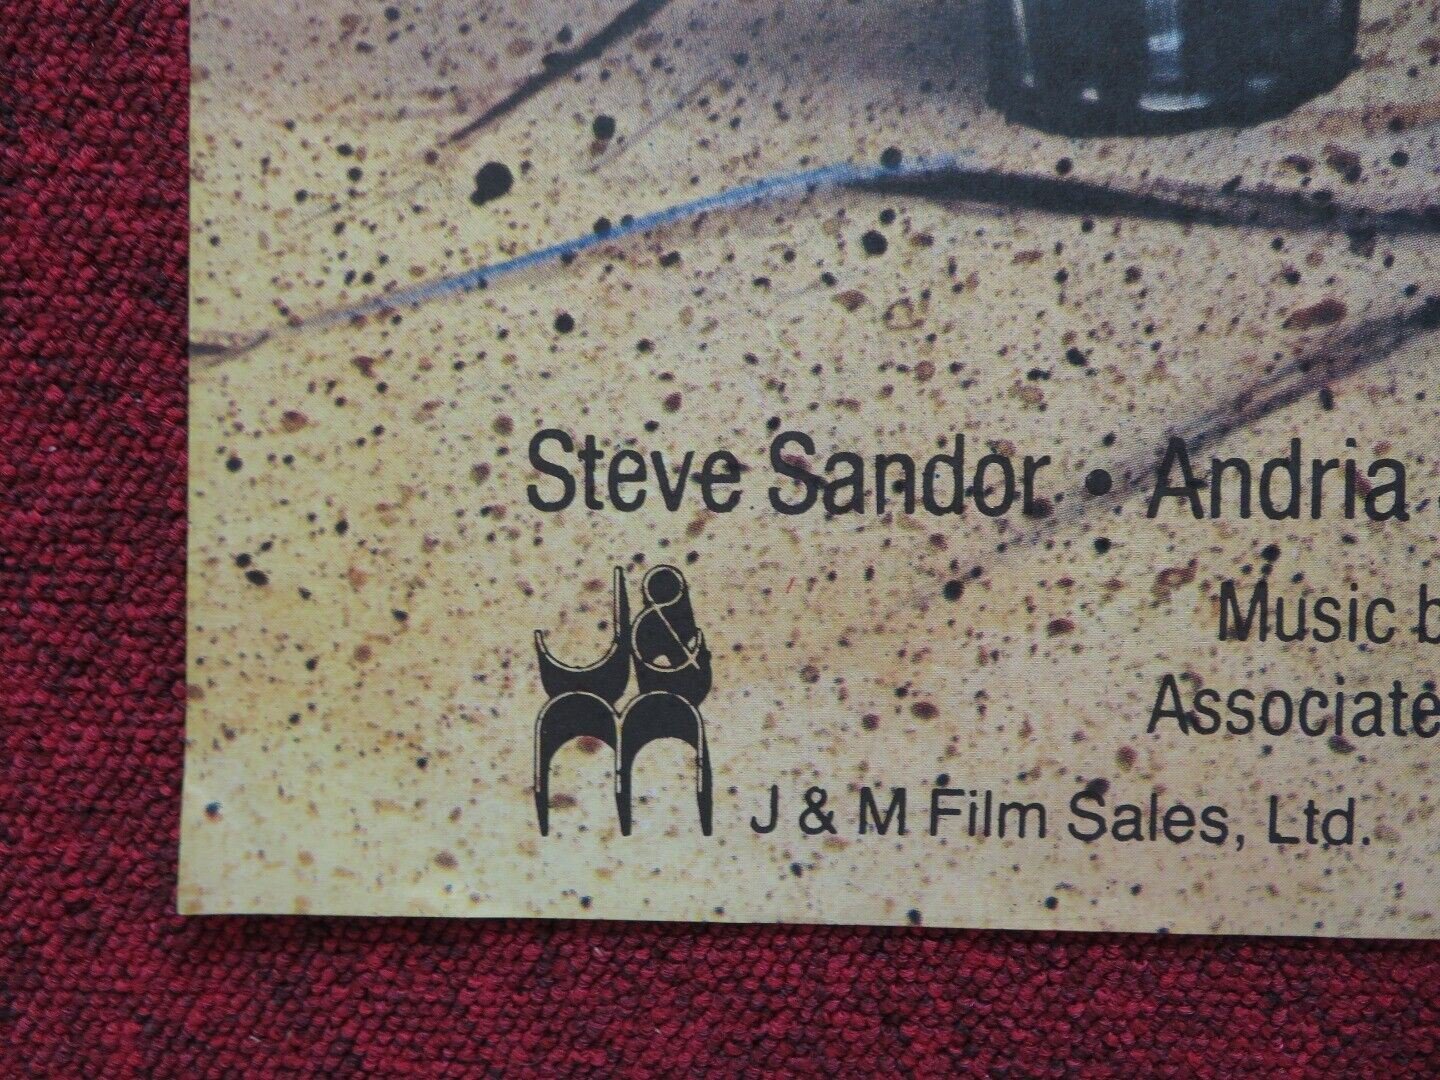 Steve Sandor • Andria
Music b
Associate
J &
m
J & M Film Sales, Ltd.